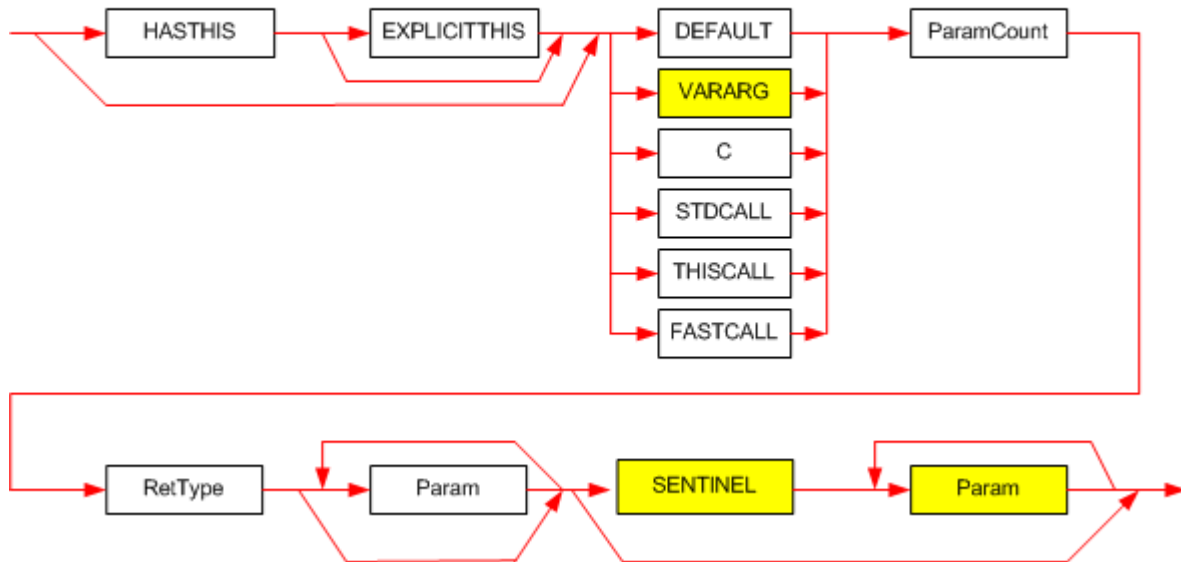 HASTHIS
EXPLICITTHIS
DEFAULT
ParamCount
VARARG
C
STDCALL
THISCALL
FASTCALL
RetType
Param
SENTINEL
Param